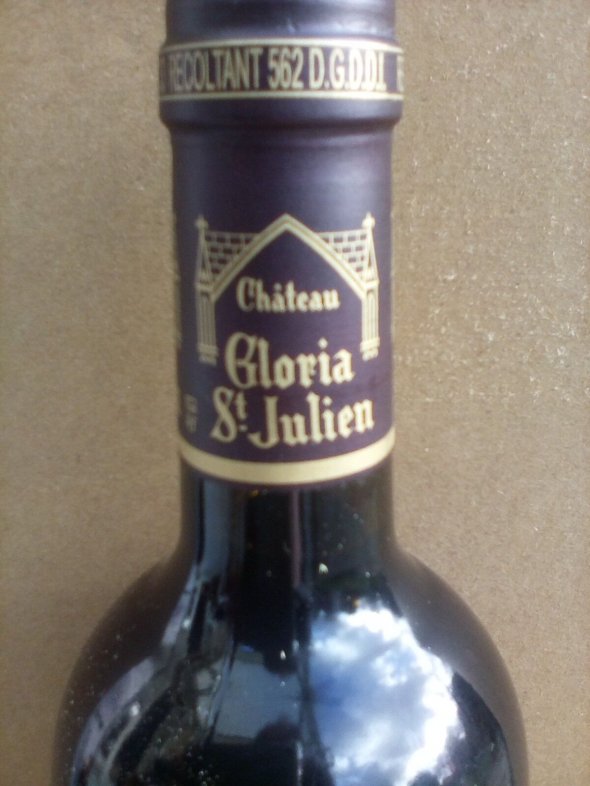 RECOLTANT 562 D.G.D.D.I.
Château
Gloria
St Julien